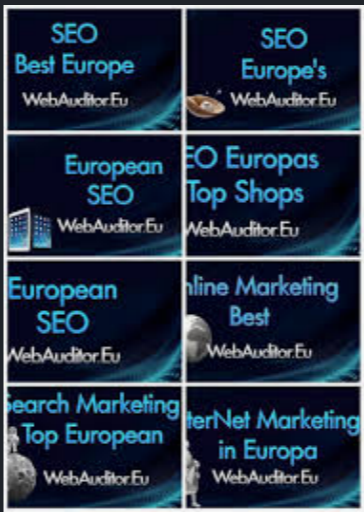 SEO
Best Europe
WebAuditor.Eu
SEO
Europe's
WebAuditor.Eu
European
SEO
WebAuditor.Eu
EO Europas
Top Shops
WebAuditor.Eu
European
SEO
WebAuditor.Eu
nline Marketing
Best
WebAuditor.Eu
Search Marketing
Top European
WebAuditor.Eu
terNet Marketing
in Europa
WebAuditor.Eu